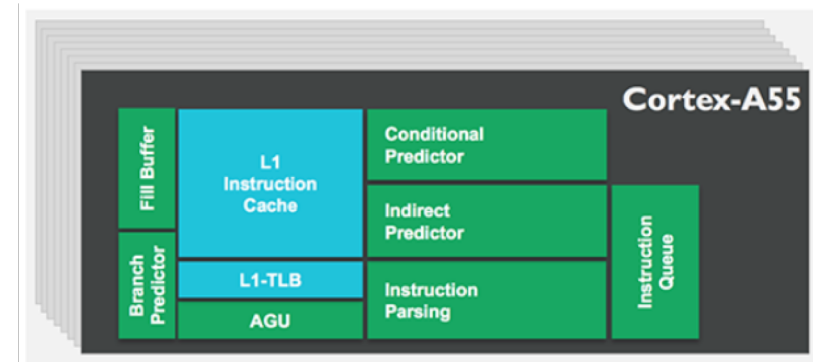 Cortex-A55
Fill Buffer
L1
Instruction
Cache
Conditional
Predictor
Indirect
Predictor
Branch
Predictor
L1-TLB
AGU
Instruction
Parsing
Instruction
Queue